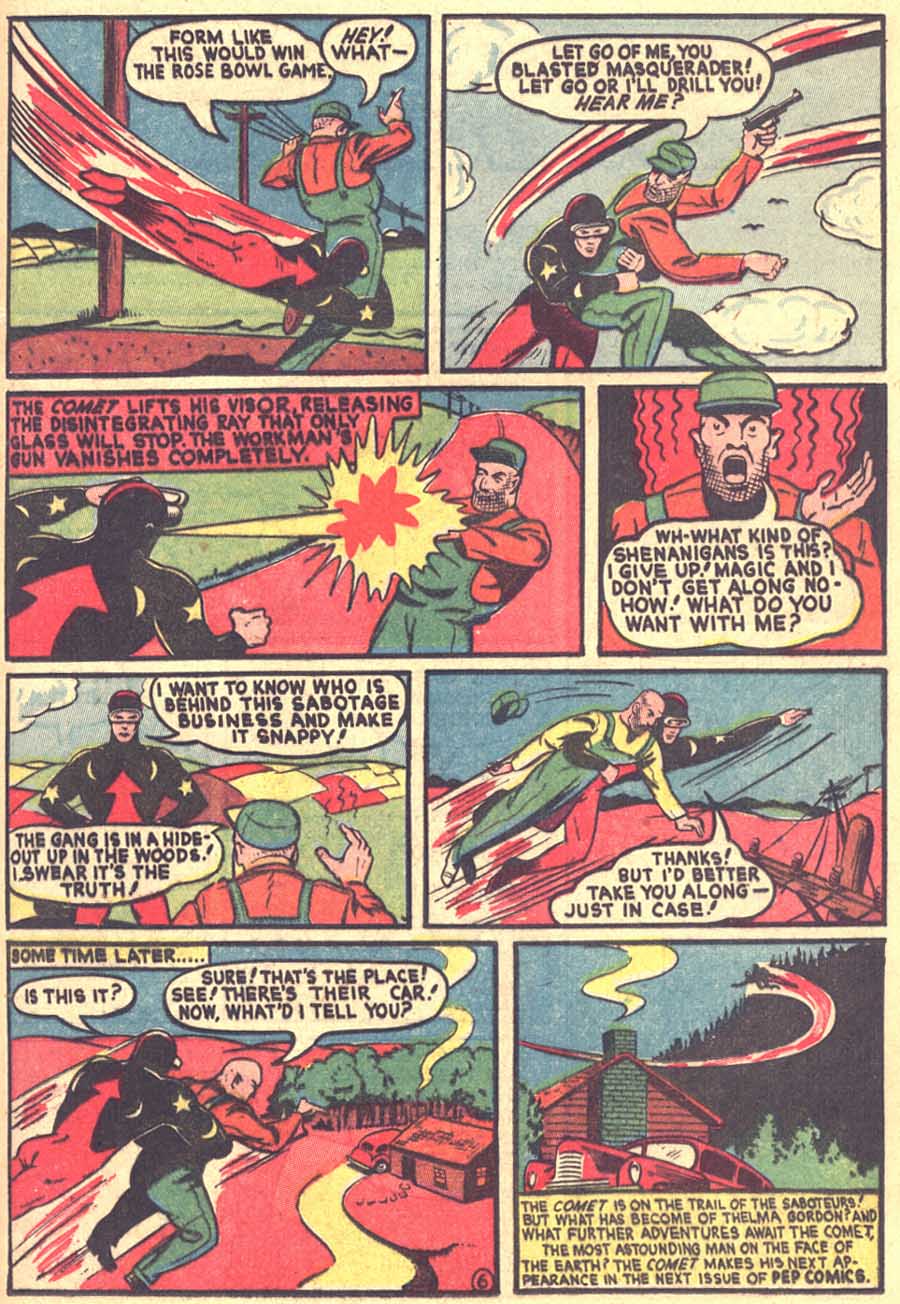 FORM LIKE
THIS WOULD WIN
THE ROSE BOWL GAME.
HEY!
WHAT—
LET GO OF ME, YOU
BLASTED MASQUERADER!
LET GO OR I'LL DRILL YOU!
HEAR ME?
THE COMET LIFTS HIS VISOR, RELEASING
THE DISINTEGRATING RAY THAT ONLY
GLASS WILL STOP. THE WORKMAN'S
GUN VANISHES COMPLETELY.
WH-WHAT KIND OF
SHENANIGANS IS THIS?
I GIVE UP! MAGIC AND I
DON'T GET ALONG NO-
HOW! WHAT DO YOU
WANT WITH ME?
I WANT TO KNOW WHO IS
BEHIND THIS SABOTAGE
BUSINESS AND MAKE
IT SNAPPY!
THE GANG IS IN A HIDE-
OUT UP IN THE WOODS!
I SWEAR IT'S THE
TRUTH!
THANKS!
BUT I'D BETTER
TAKE YOU ALONG—
JUST IN CASE!
SOME TIME LATER.....
IS THIS IT?
SURE! THAT'S THE PLACE!
SEE! THERE'S THEIR CAR!
NOW, WHAT'D I TELL YOU?
6
THE COMET IS ON THE TRAIL OF THE SABOTEURS!
BUT WHAT HAS BECOME OF THELMA GORDON? AND
WHAT FURTHER ADVENTURES AWAIT THE COMET,
THE MOST ASTOUNDING MAN ON THE FACE OF
THE EARTH? THE COMET MAKES HIS NEXT AP-
PEARANCE IN THE NEXT ISSUE OF PEP COMICS.